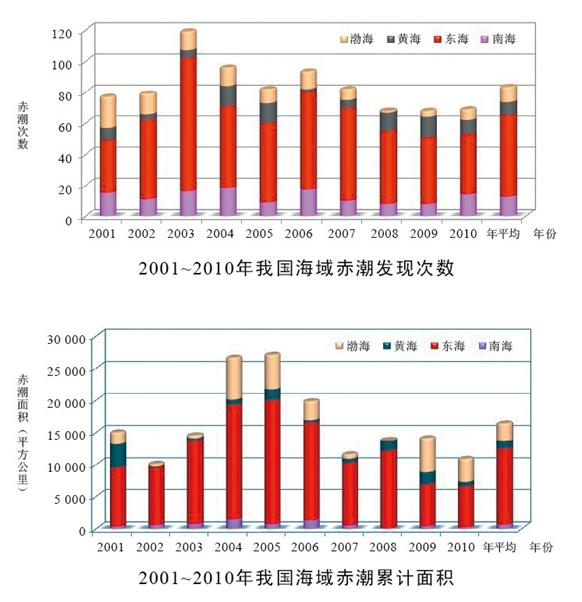 120
渤海 黄海 东海 南海
100
80
60
40
20
0
赤潮次数
2001 2002 2003 2004 2005 2006 2007 2008 2009 2010 年平均 年份
2001~2010年我国海域赤潮发现次数
30 000
渤海 黄海 东海 南海
25 000
20 000
15 000
10 000
5 000
0
赤潮面积（平方公里）
2001 2002 2003 2004 2005 2006 2007 2008 2009 2010 年平均 年份
2001~2010年我国海域赤潮累计面积